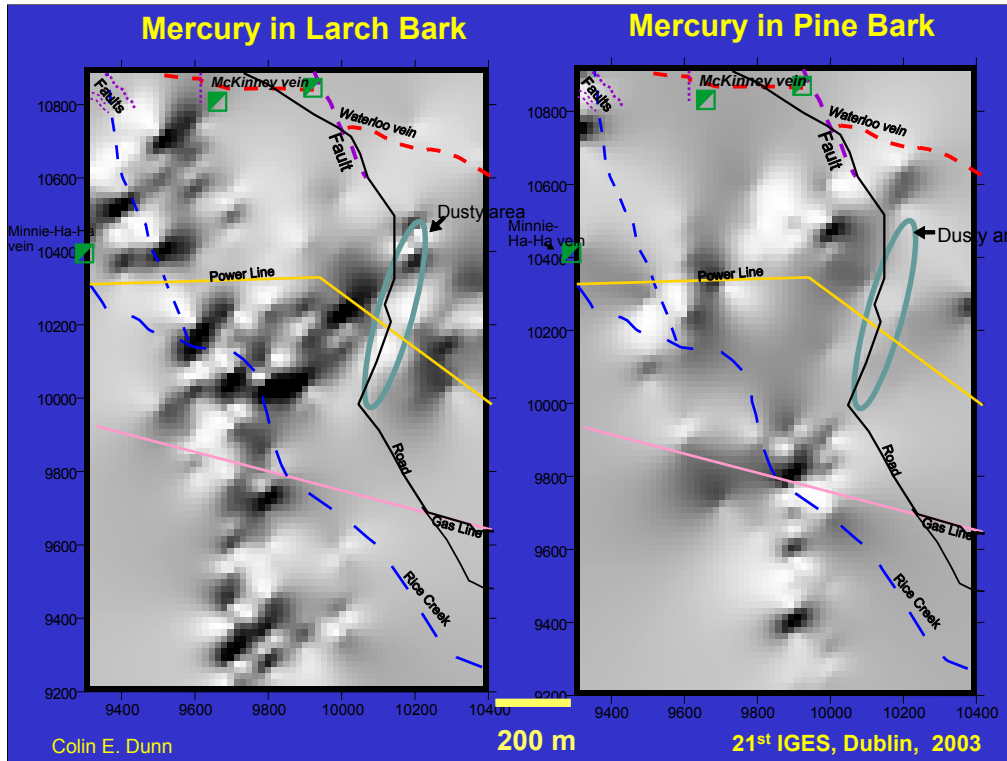 Mercury in Larch Bark
Mercury in Pine Bark
McKinney vein
Faults
10800
Waterloo vein
Fault
10600
Dusty area
Minnie-Ha-Ha
vein
10400
Power Line
10200
10000
Road
9800
Gas Line
9600
Rice Creek
9400
9200
9400
9600
9800
10000
10200
10400
McKinney vein
Faults
10800
Waterloo vein
Fault
10600
Minnie-
Ha-Ha vein
Dusty ar
10400
Power Line
10200
10000
Road
9800
Gas Line
9600
Rice Creek
9400
9200
9400
9600
9800
10000
10200
10400
Colin E. Dunn
200 m
21st IGES, Dublin, 2003